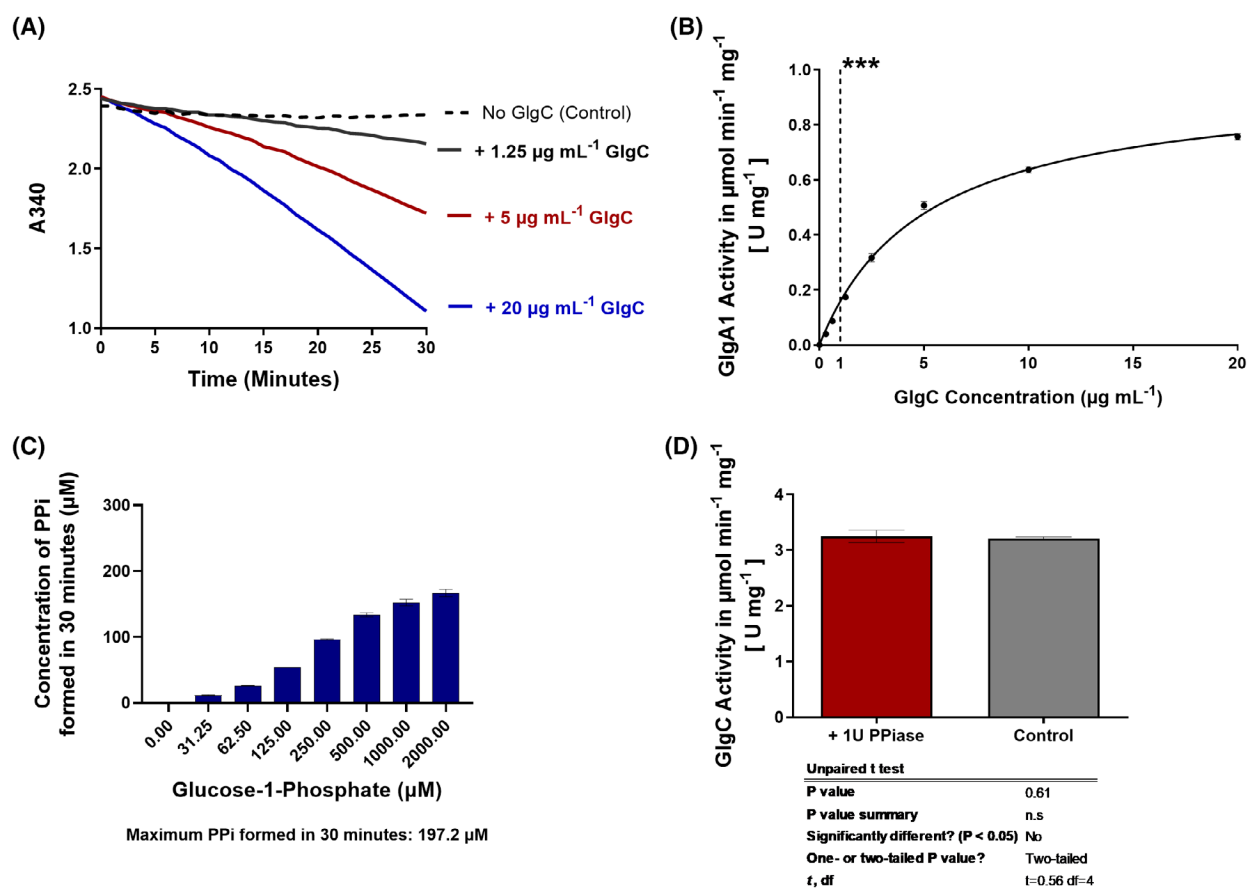 (A)
A340
2.5
2.0
1.5
1.0
0
5
10
15
20
25
30
Time (Minutes)
No GlgC (Control)
+ 1.25 µg mL⁻¹ GlgC
+ 5 µg mL⁻¹ GlgC
+ 20 µg mL⁻¹ GlgC
(B)
GlgA1 Activity in µmol min⁻¹ mg⁻¹
[ U mg⁻¹ ]
1.0
0.8
0.6
0.4
0.2
0.0
***
0
1
5
10
15
20
GlgC Concentration (µg mL⁻¹)
(C)
Concentration of PPi
formed in 30 minutes (µM)
300
200
100
0
0.00
31.25
62.50
125.00
250.00
500.00
1000.00
2000.00
Glucose-1-Phosphate (µM)
Maximum PPi formed in 30 minutes: 197.2 µM
(D)
GlgC Activity in µmol min⁻¹ mg⁻¹
[ U mg⁻¹ ]
4
3
2
1
0
+ 1U PPiase
Control
Unpaired t test
P value 0.61
P value summary n.s
Significantly different? (P < 0.05) No
One- or two-tailed P value? Two-tailed
t, df t=0.56 df=4